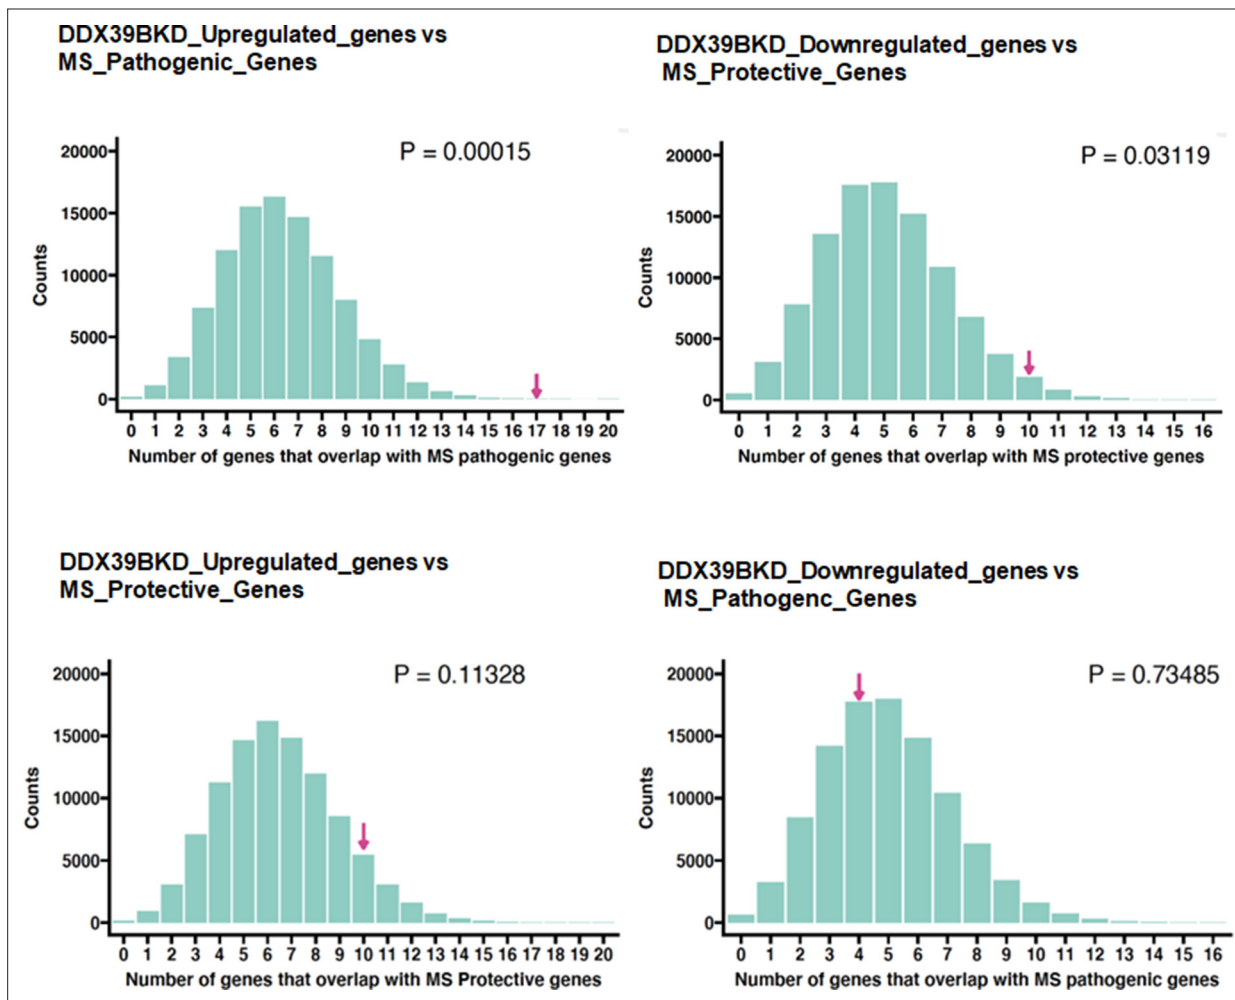 DDX39BKD_Upregulated_genes vs
MS_Pathogenic_Genes
P = 0.00015
20000
15000
10000
5000
0
Counts
0 1 2 3 4 5 6 7 8 9 10 11 12 13 14 15 16 17 18 19 20
Number of genes that overlap with MS pathogenic genes
DDX39BKD_Downregulated_genes vs
MS_Protective_Genes
P = 0.03119
20000
15000
10000
5000
0
Counts
0 1 2 3 4 5 6 7 8 9 10 11 12 13 14 15 16
Number of genes that overlap with MS protective genes
DDX39BKD_Upregulated_genes vs
MS_Protective_Genes
P = 0.11328
20000
15000
10000
5000
0
Counts
0 1 2 3 4 5 6 7 8 9 10 11 12 13 14 15 16 17 18 19 20
Number of genes that overlap with MS Protective genes
DDX39BKD_Downregulated_genes vs
MS_Pathogenc_Genes
P = 0.73485
20000
15000
10000
5000
0
Counts
0 1 2 3 4 5 6 7 8 9 10 11 12 13 14 15 16
Number of genes that overlap with MS pathogenic genes